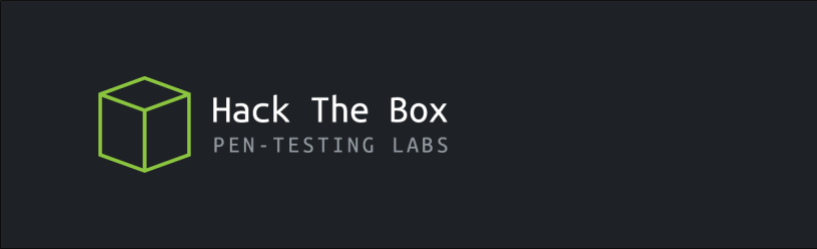 Hack The Box
PEN-TESTING LABS